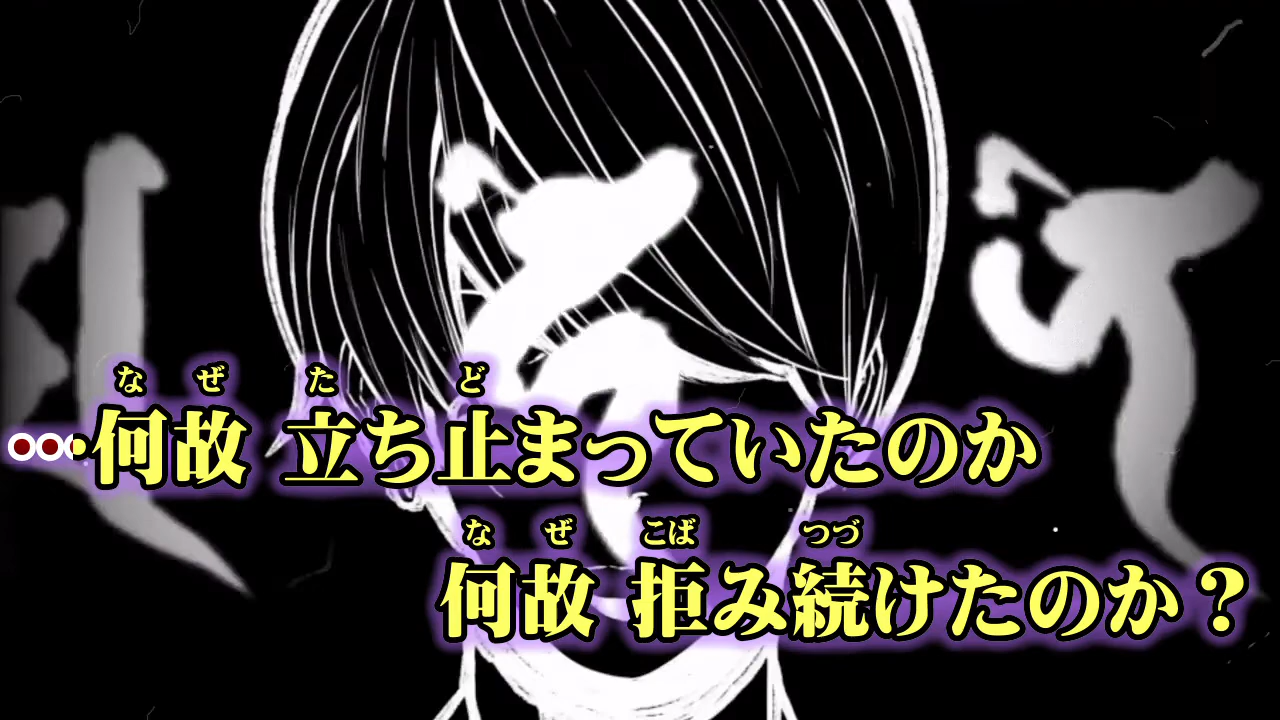 なぜ た ど
何故 立ち止まっていたのか
なぜ こば つづ
何故 拒み続けたのか？